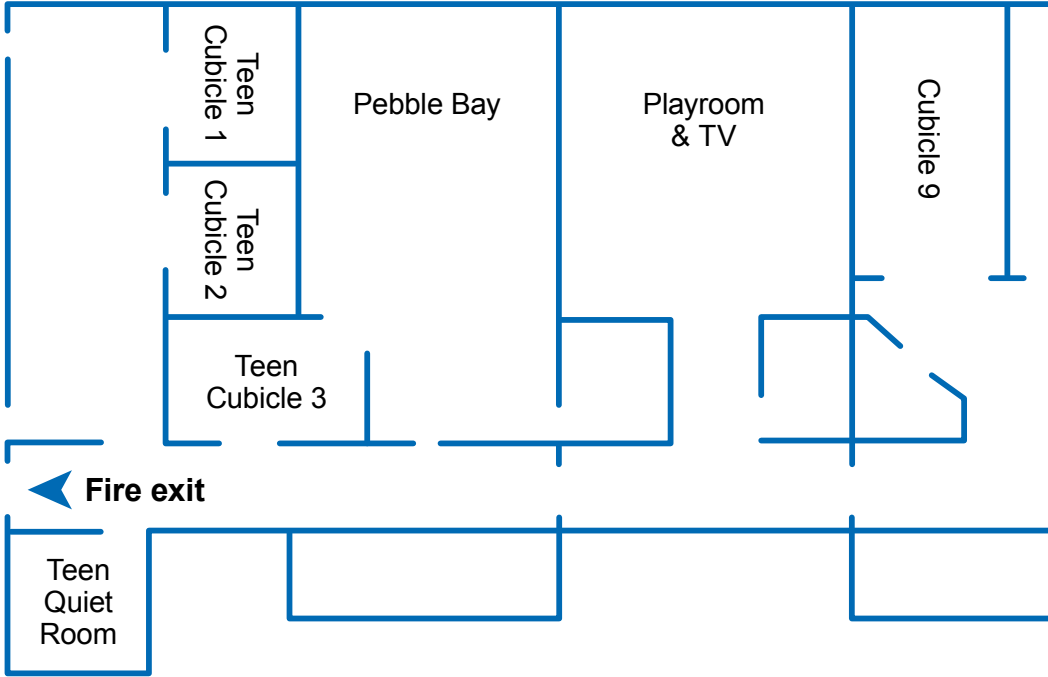 Teen
Cubicle 1
Pebble Bay
Playroom
& TV
Cubicle 9
Teen
Cubicle 2
Teen
Cubicle 3
Fire exit
Teen
Quiet
Room